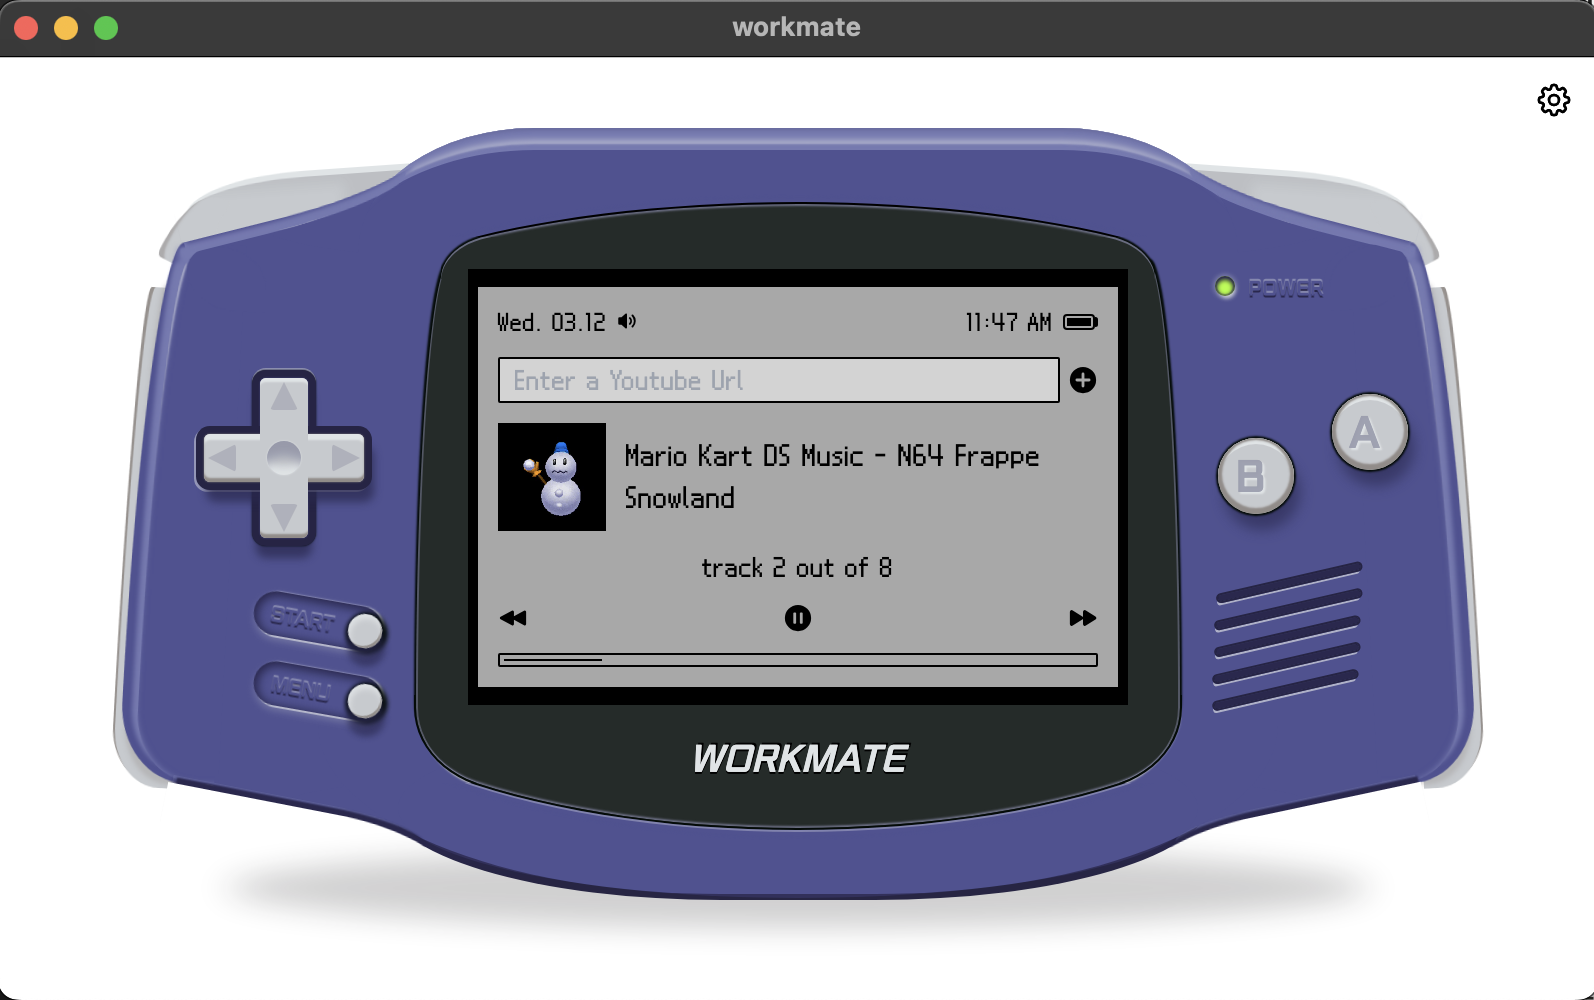 workmate
POWER
Wed. 03.12
11:47 AM
Enter a Youtube Url
Mario Kart DS Music - N64 Frappe
Snowland
track 2 out of 8
A
B
START
MENU
WORKMATE